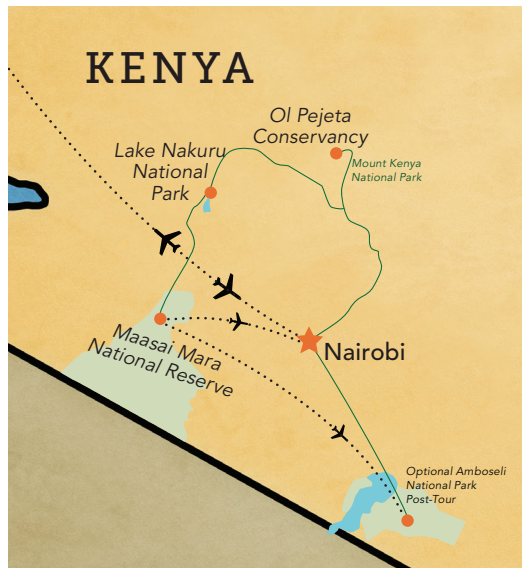 KENYA
Ol Pejeta
Conservancy
Lake Nakuru
National
Park
Mount Kenya
National Park
Maasai Mara
National Reserve
Nairobi
Optional Amboseli
National Park
Post-Tour